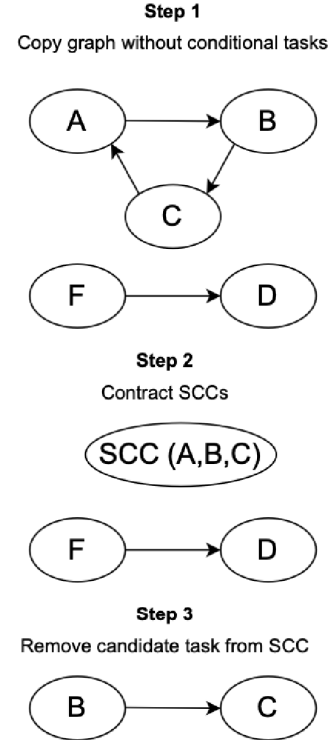 Step 1
Copy graph without conditional tasks
A
B
C
F
D
Step 2
Contract SCCs
SCC (A,B,C)
F
D
Step 3
Remove candidate task from SCC
B
C